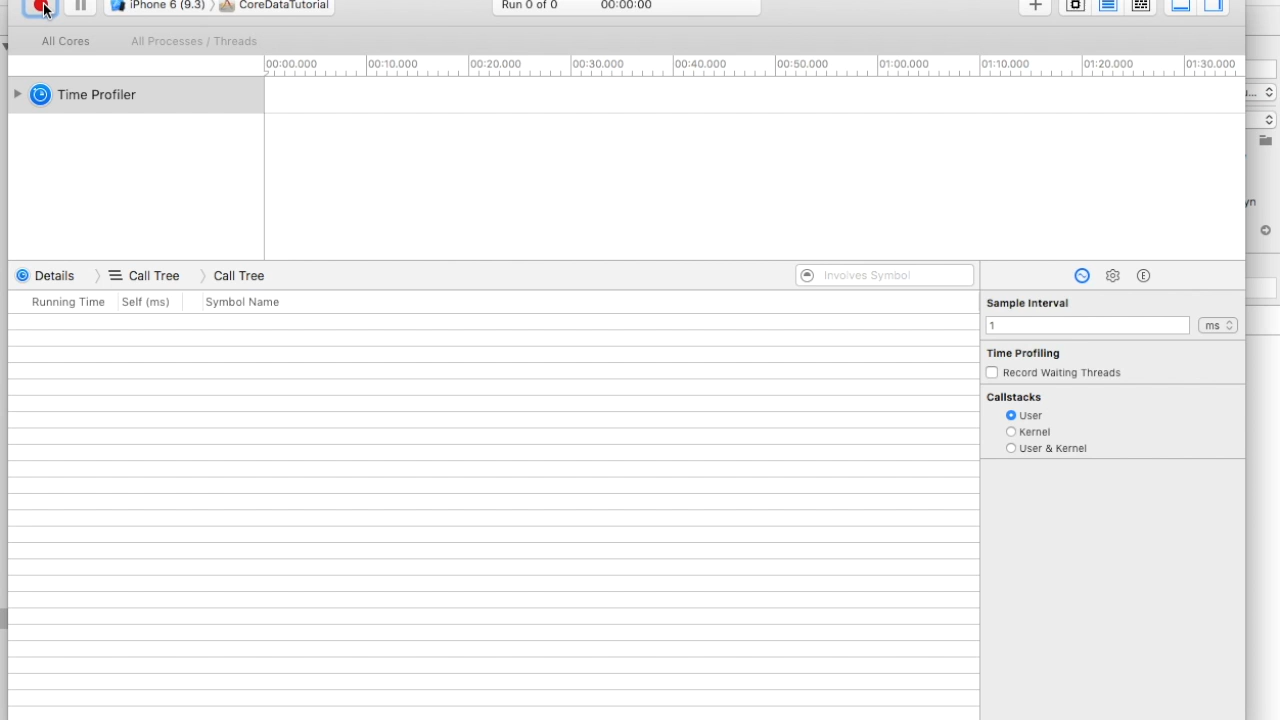 iPhone 6 (9.3) CoreDataTutorial Run 0 of 0 00:00:00
All Cores All Processes / Threads
00:00.000 00:10.000 00:20.000 00:30.000 00:40.000 00:50.000 01:00.000 01:10.000 01:20.000 01:30.000
Time Profiler
Details Call Tree Call Tree Involves Symbol
Running Time Self (ms) Symbol Name
Sample Interval
1 ms
Time Profiling
Record Waiting Threads
Callstacks
User
Kernel
User & Kernel
yn